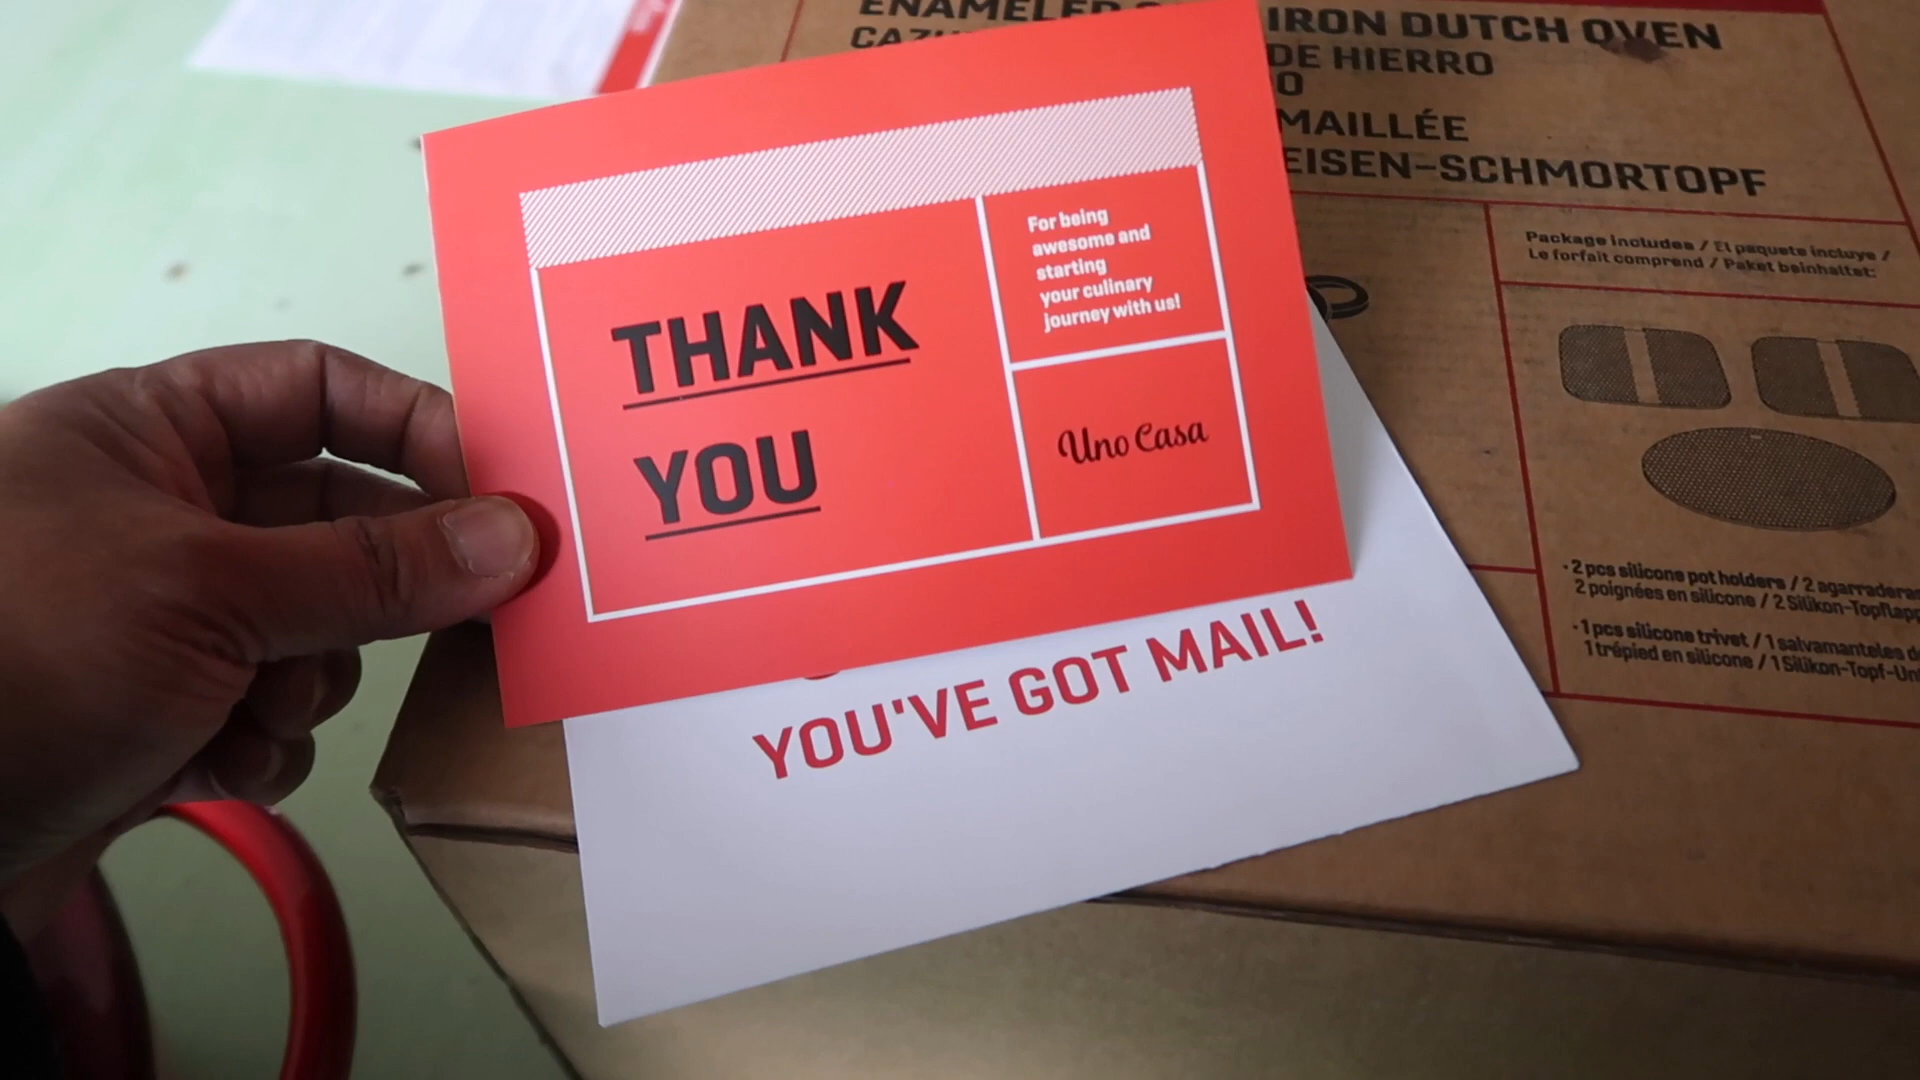 ENAMELED
IRON DUTCH OVEN
DE HIERRO
MAILLÉE
EISEN-SCHMORTOPF
THANK
YOU
For being
awesome and
starting
your culinary
journey with us!
Uno Casa
YOU'VE GOT MAIL!
Package includes / El paquete incluye /
Le forfait comprend / Paket beinhaltet:
· 2 pcs silicone pot holders / 2 agarraderas
2 poignées en silicone / 2 Silikon-Topflapp
· 1 pcs silicone trivet / 1 salvamanteles de
1 trépied en silicone / 1 Silikon-Topf-Un